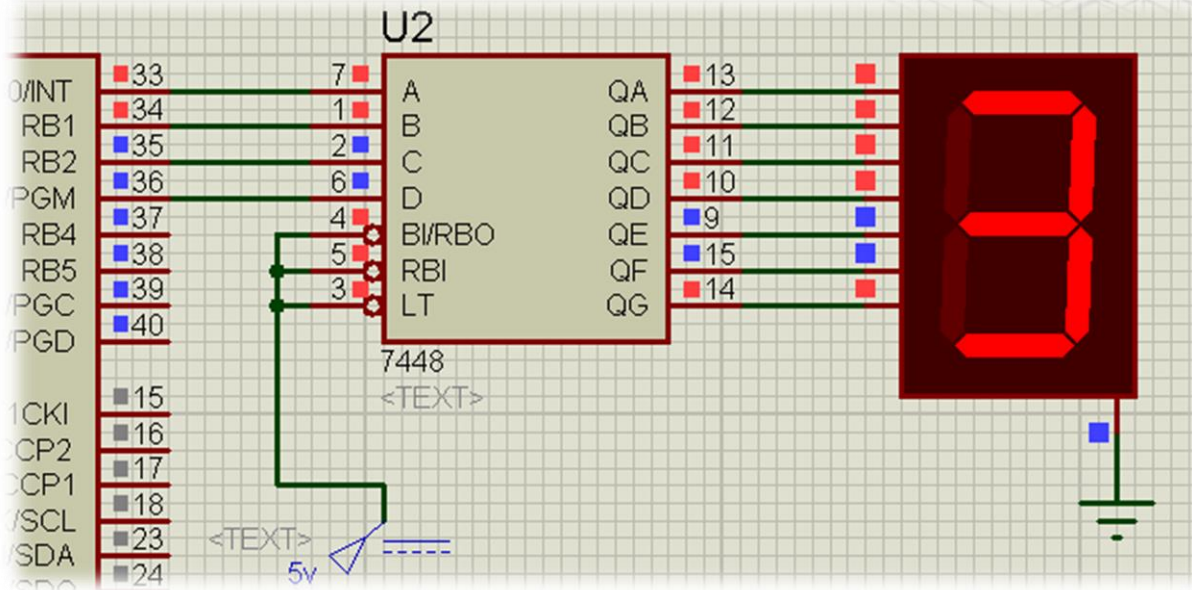 U2
0/INT 33 7 A QA 13
RB1 34 1 B QB 12
RB2 35 2 C QC 11
/PGM 36 6 D QD 10
RB4 37 4 BI/RBO QE 9
RB5 38 5 RBI QF 15
/PGC 39 3 LT QG 14
/PGD 40
7448
<TEXT>
1CKI 15
CCP2 16
CCP1 17
/SCL 18
/SDA 23
<TEXT>
5v
24